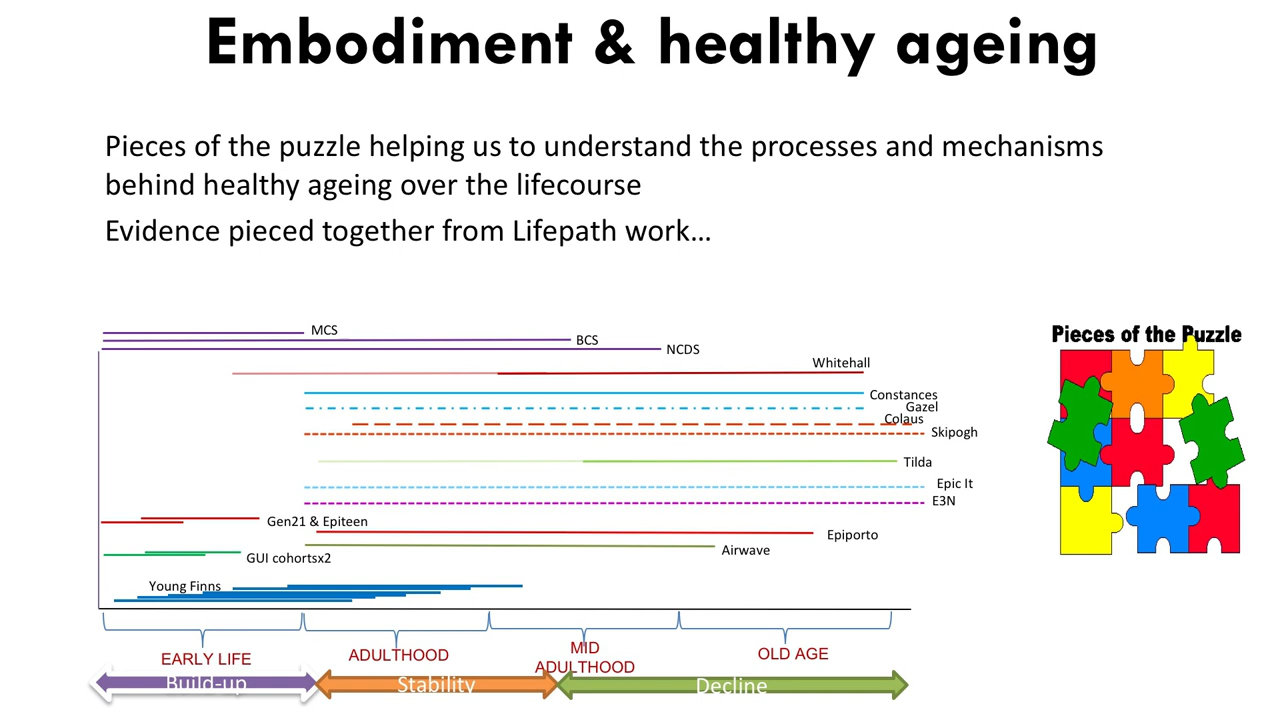 Embodiment & healthy ageing
Pieces of the puzzle helping us to understand the processes and mechanisms
behind healthy ageing over the lifecourse
Evidence pieced together from Lifepath work…
MCS
BCS
NCDS
Whitehall
Constances
Gazel
Colaus
Skipogh
Tilda
Epic It
E3N
Gen21 & Epiteen
Epiporto
Airwave
GUI cohortsx2
Young Finns
Pieces of the Puzzle
EARLY LIFE
ADULTHOOD
MID
ADULTHOOD
OLD AGE
Build-up
Stability
Decline